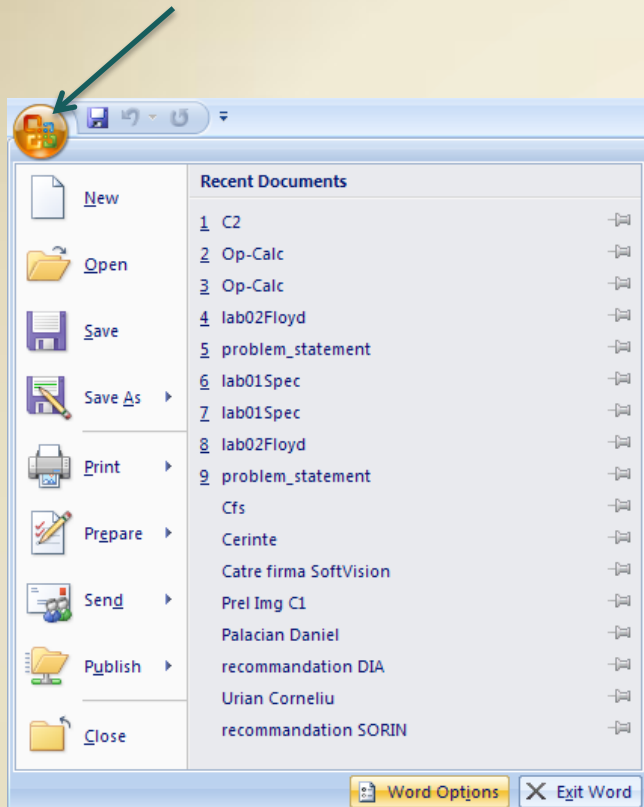 New
Open
Save
Save As
Print
Prepare
Send
Publish
Close
Recent Documents
1 C2
2 Op-Calc
3 Op-Calc
4 lab02Floyd
5 problem_statement
6 lab01Spec
7 lab01Spec
8 lab02Floyd
9 problem_statement
Cfs
Cerinte
Catre firma SoftVision
Prel Img C1
Palacian Daniel
recommandation DIA
Urian Corneliu
recommandation SORIN
Word Options
Exit Word